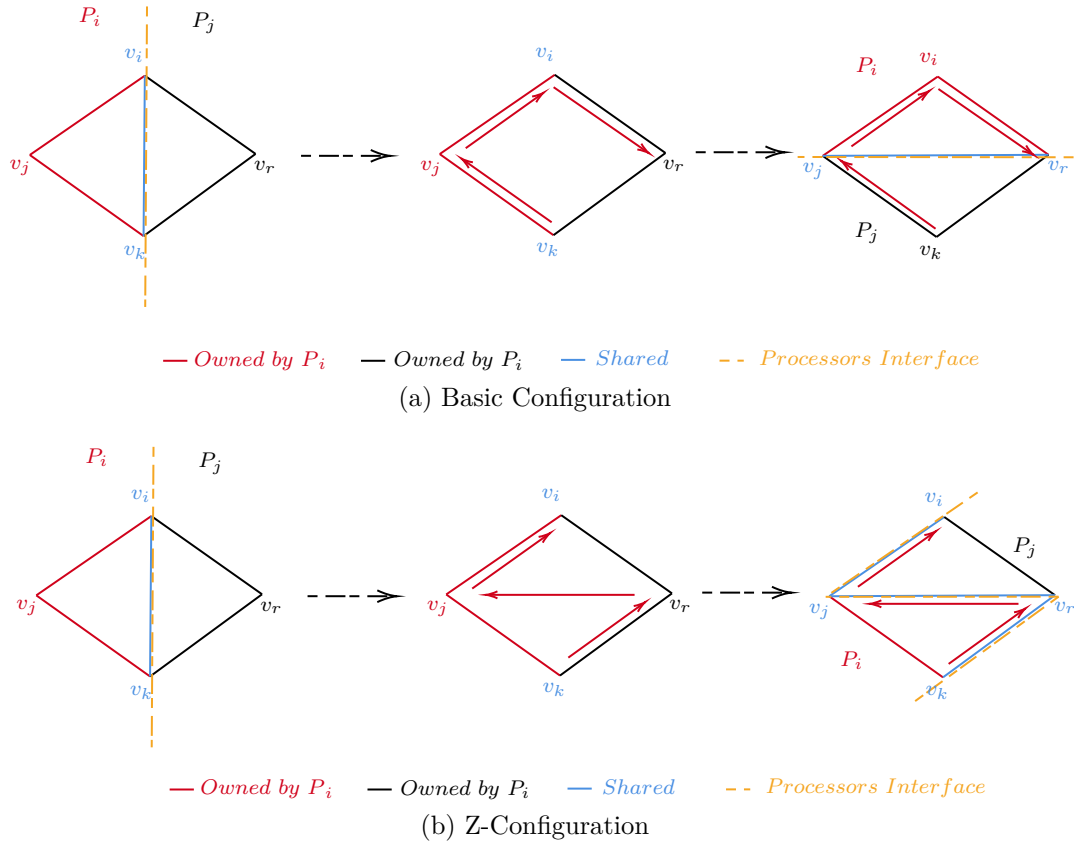 P_i P_j
v_i v_i v_i
P_i
v_j v_r v_j v_r v_j v_r
P_j
v_k v_k v_k
Owned by P_i Owned by P_i Shared Processors Interface
(a) Basic Configuration
P_i P_j
v_i v_i v_i
P_j
v_j v_r v_j v_r v_j v_r
P_i
v_k v_k v_k
Owned by P_i Owned by P_i Shared Processors Interface
(b) Z-Configuration